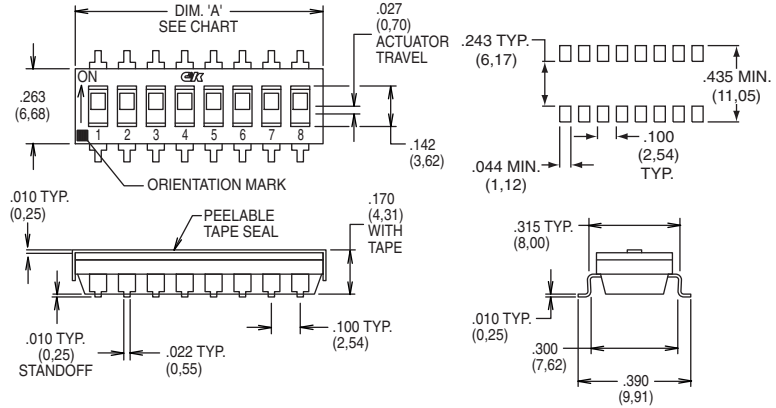 DIM. 'A'
SEE CHART
.027
(0,70)
ACTUATOR
TRAVEL
ON
CK
.263
(6,68)
1 2 3 4 5 6 7 8
.142
(3,62)
ORIENTATION MARK
.243 TYP.
(6,17)
.435 MIN.
(11,05)
.100
(2,54)
TYP.
.044 MIN.
(1,12)
.010 TYP.
(0,25)
PEELABLE
TAPE SEAL
.170
(4,31)
WITH
TAPE
.010 TYP.
(0,25)
STANDOFF
.022 TYP.
(0,55)
.100 TYP.
(2,54)
.315 TYP.
(8,00)
.010 TYP.
(0,25)
.300
(7,62)
.390
(9,91)